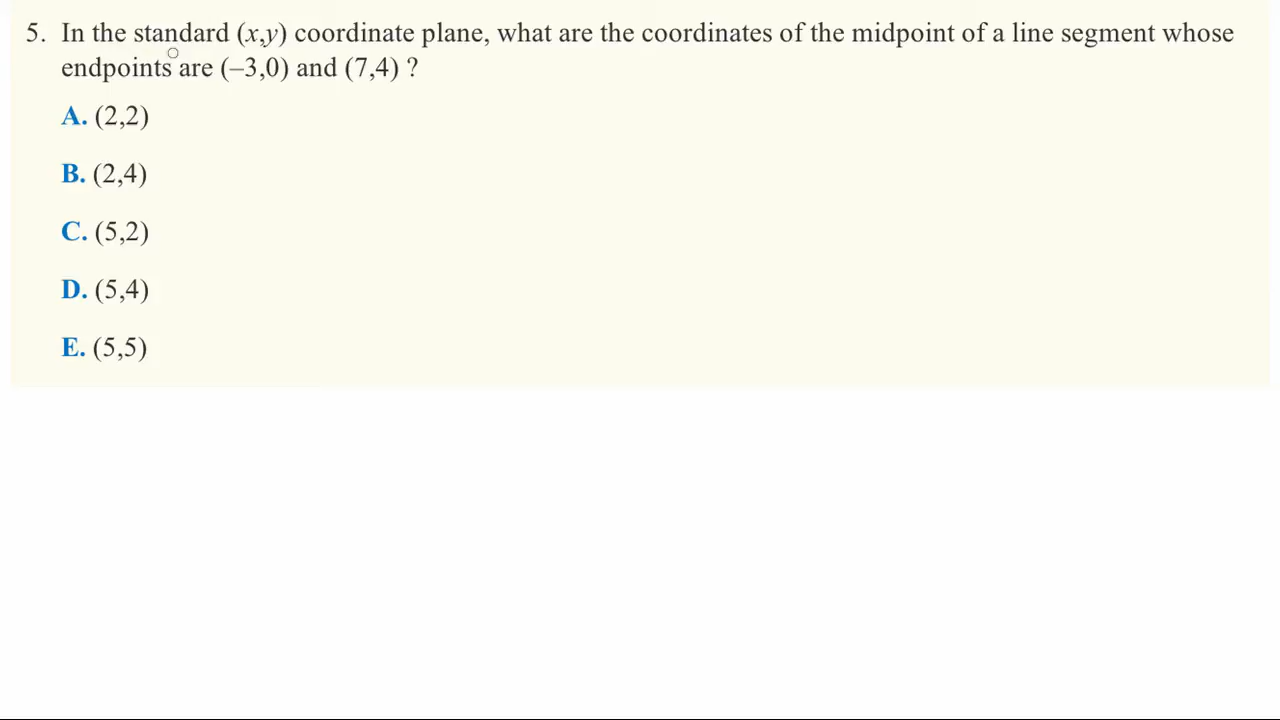 5. In the standard (x,y) coordinate plane, what are the coordinates of the midpoint of a line segment whose
endpoints are (–3,0) and (7,4) ?
A. (2,2)
B. (2,4)
C. (5,2)
D. (5,4)
E. (5,5)